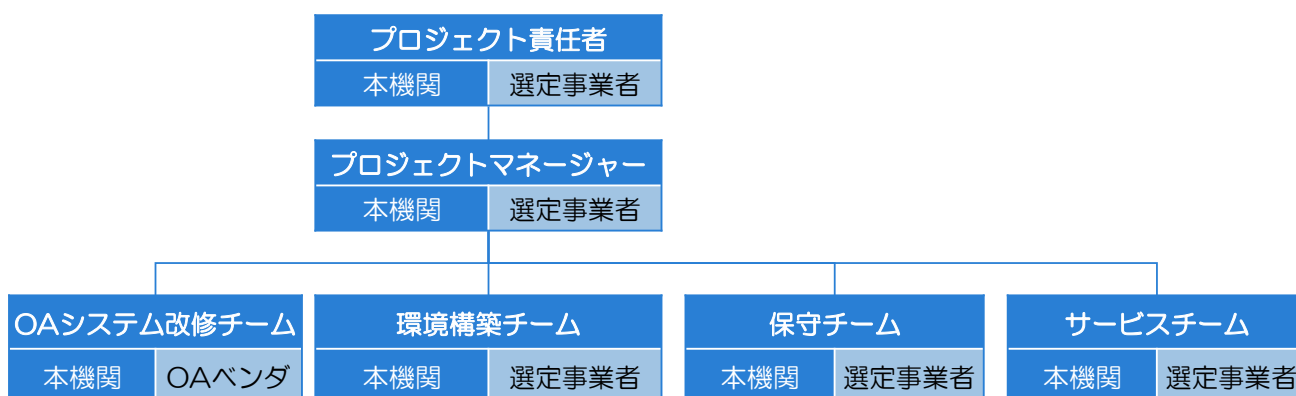 プロジェクト責任者
本機関 選定事業者
プロジェクトマネージャー
本機関 選定事業者
OAシステム改修チーム 環境構築チーム 保守チーム サービスチーム
本機関 OAベンダ 本機関 選定事業者 本機関 選定事業者 本機関 選定事業者